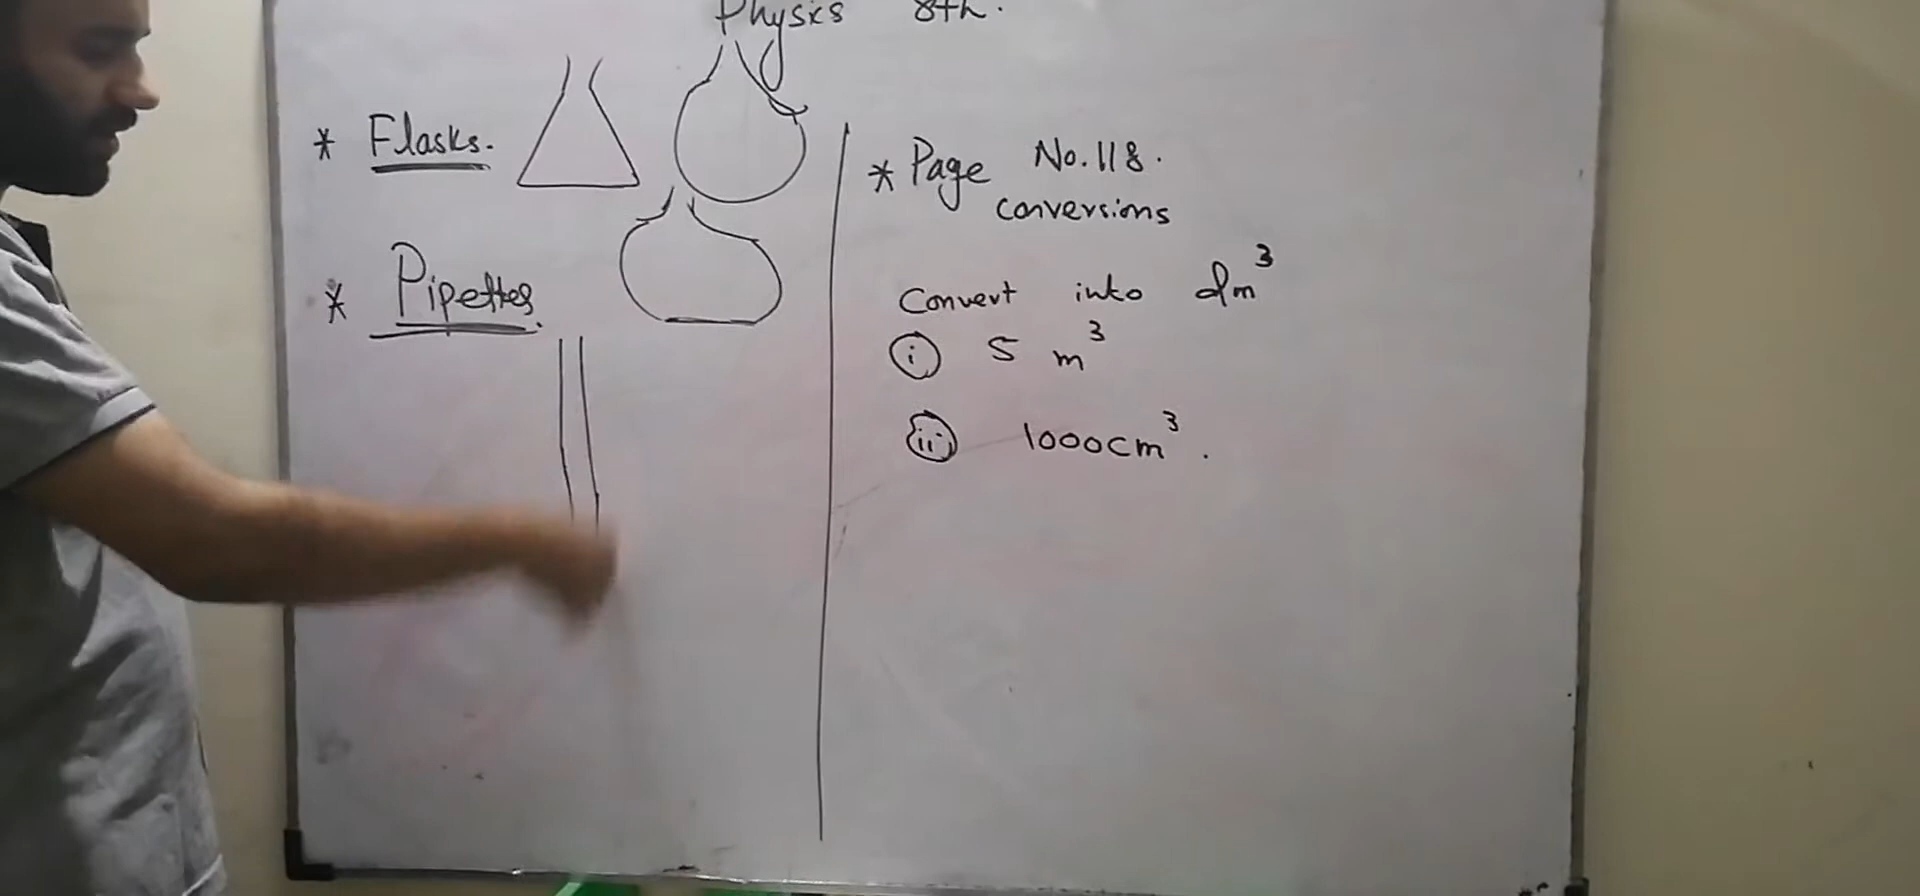 Physics 8th.
* Flasks.
* Pipettes.
* Page No. 118.
conversions
Convert into dm³
(i) 5 m³
(ii) 1000cm³.